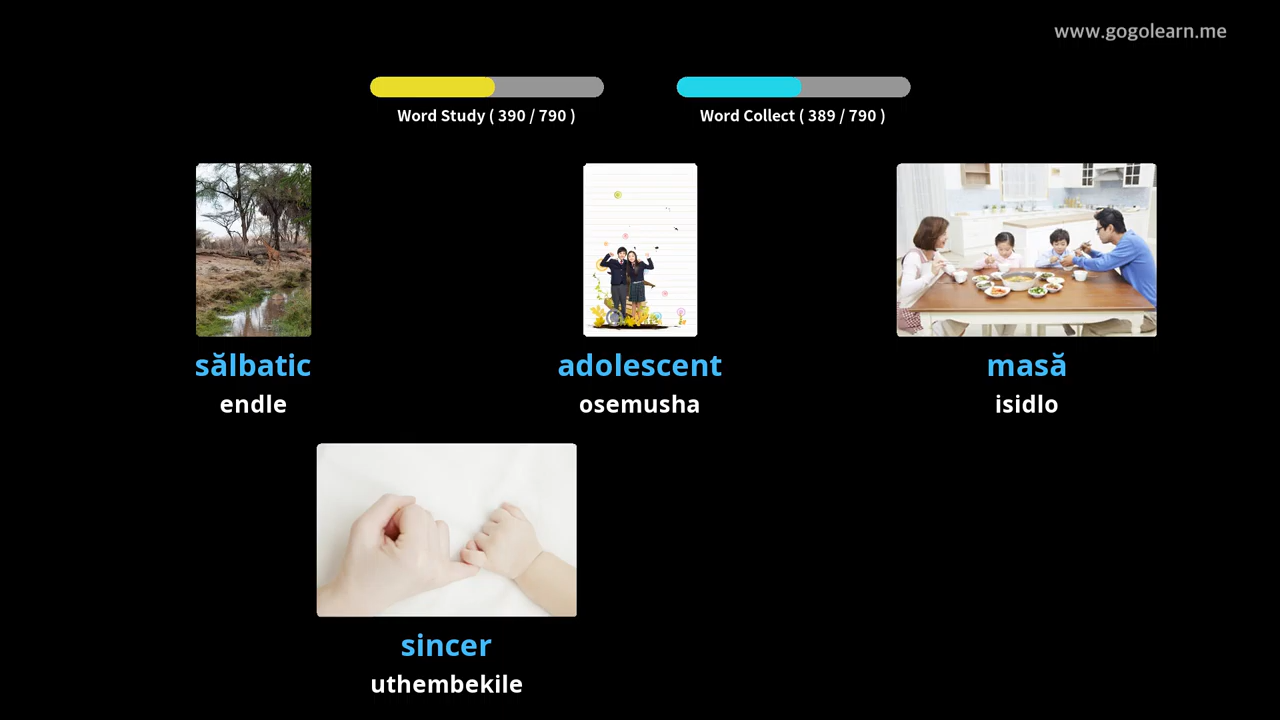 www.gogolearn.me
Word Study ( 390 / 790 )
Word Collect ( 389 / 790 )
sălbatic
endle
adolescent
osemusha
masă
isidlo
sincer
uthembekile